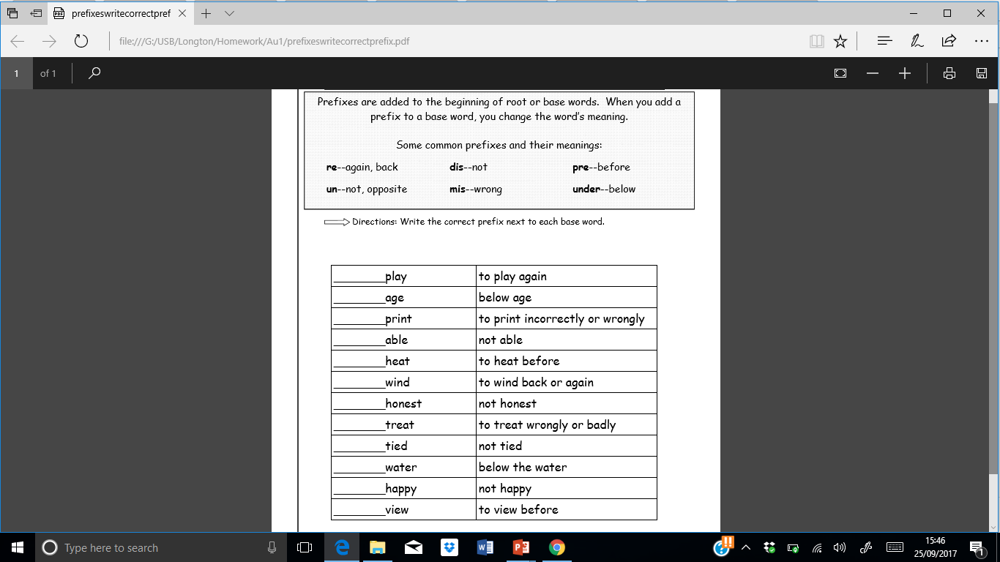 prefixeswritecorrectpref
file:///G:/USB/Longton/Homework/Au1/prefixeswritecorrectprefix.pdf
1 of 1
Prefixes are added to the beginning of root or base words. When you add a
prefix to a base word, you change the word's meaning.
Some common prefixes and their meanings:
re--again, back dis--not pre--before
un--not, opposite mis--wrong under--below
Directions: Write the correct prefix next to each base word.
________play to play again
________age below age
________print to print incorrectly or wrongly
________able not able
________heat to heat before
________wind to wind back or again
________honest not honest
________treat to treat wrongly or badly
________tied not tied
________water below the water
________happy not happy
________view to view before
Type here to search
15:46
25/09/2017
1